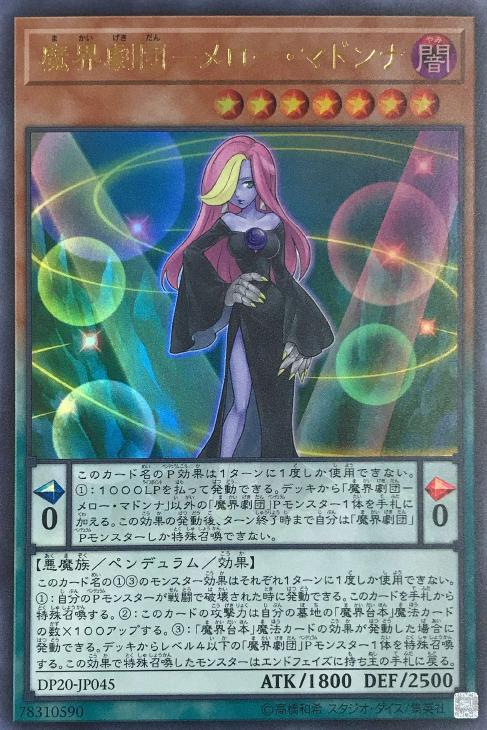 魔界劇団－メロー・マドンナ
闇
このカード名のP効果は１ターンに１度しか使用できない。
①：１０００LPを払って発動できる。デッキから「魔界劇団－
メロー・マドンナ」以外の「魔界劇団」Pモンスター1体を手札に
加える。この効果の発動後、ターン終了時まで自分は「魔界劇団」
Pモンスターしか特殊召喚できない。
0
0
【悪魔族／ペンデュラム／効果】
このカード名の①③のモンスター効果はそれぞれ１ターンに１度しか使用できない。
①：自分のPモンスターが戦闘で破壊された時に発動できる。このカードを手札から
特殊召喚する。②：このカードの攻撃力は自分の墓地の「魔界台本」魔法カード
の数×１００アップする。③：「魔界台本」魔法カードの効果が発動した場合に
発動できる。デッキからレベル４以下の「魔界劇団」Pモンスター1体を特殊召喚
する。この効果で特殊召喚したモンスターはエンドフェイズに持ち主の手札に戻る。
DP20-JP045
ATK/1800 DEF/2500
78310590
©高橋和希 スタジオ・ダイス/集英社